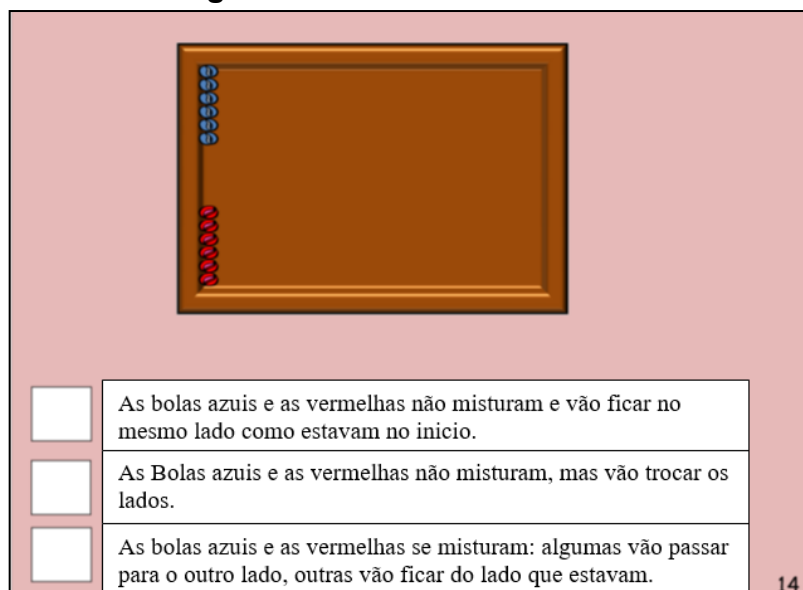 As bolas azuis e as vermelhas não misturam e vão ficar no
mesmo lado como estavam no inicio.
As Bolas azuis e as vermelhas não misturam, mas vão trocar os
lados.
As bolas azuis e as vermelhas se misturam: algumas vão passar
para o outro lado, outras vão ficar do lado que estavam.
14